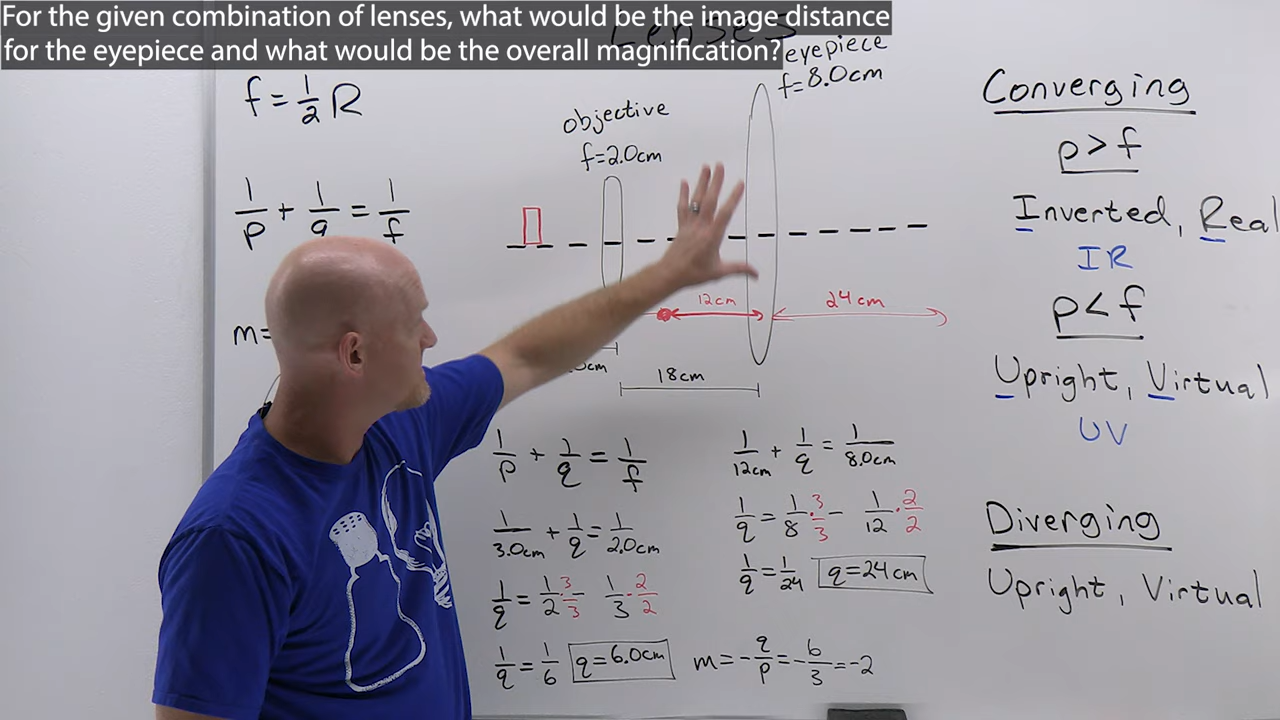 For the given combination of lenses, what would be the image distance
for the eyepiece and what would be the overall magnification?
Lenses
f = 1/2 R
1/p + 1/q = 1/f
m=
objective
f=2.0cm
eyepiece
f=8.0cm
12cm
24cm
18cm
1/p + 1/q = 1/f
1/3.0cm + 1/q = 1/2.0cm
1/q = 1/2 · 3/3 - 1/3 · 2/2
1/q = 1/6 q=6.0cm
1/12cm + 1/q = 1/8.0cm
1/q = 1/8 · 3/3 - 1/12 · 2/2
1/q = 1/24 q=24cm
m = -q/p = -6/3 = -2
Converging
p > f
Inverted, Real
IR
p < f
Upright, Virtual
UV
Diverging
Upright, Virtual